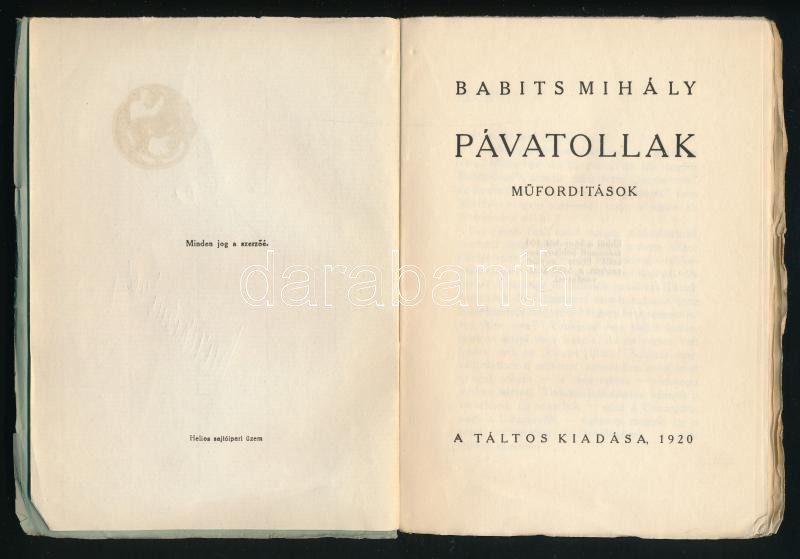 Minden jog a szerzőé.
Helios sajtóipari üzem
BABITS MIHÁLY
PÁVATOLLAK
MŰFORDITÁSOK
A TÁLTOS KIADÁSA, 1920
darabanth